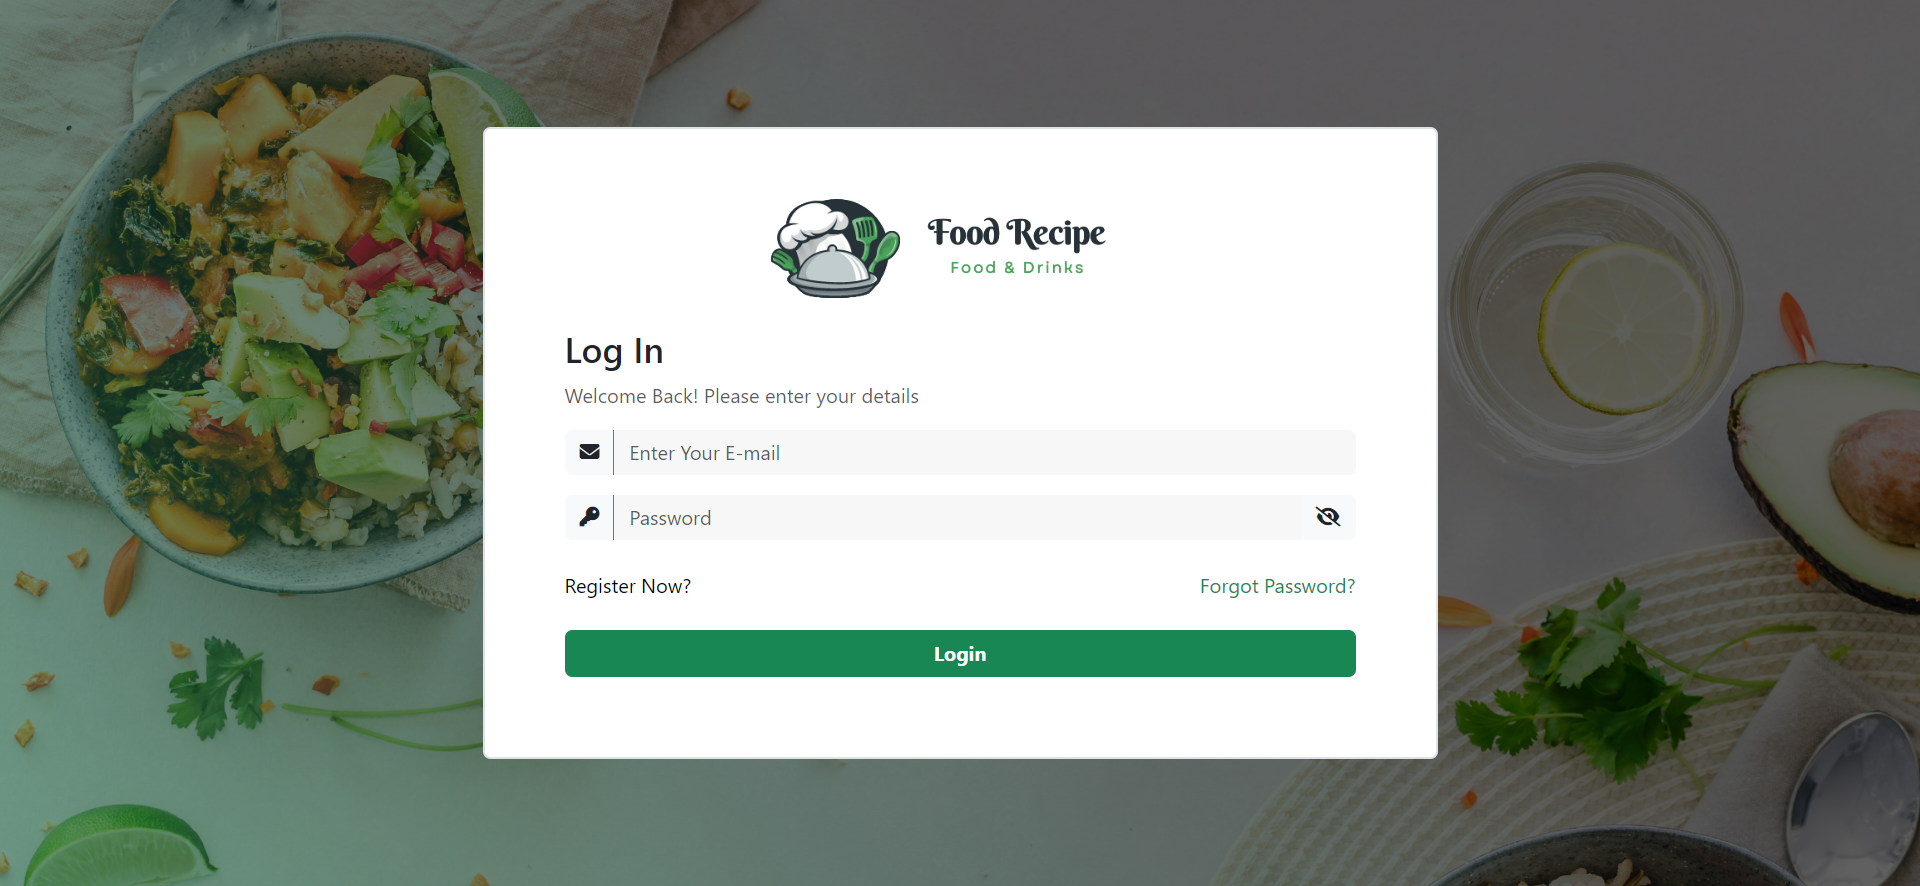 Food Recipe
Food & Drinks
Log In
Welcome Back! Please enter your details
Enter Your E-mail
Password
Register Now?
Forgot Password?
Login